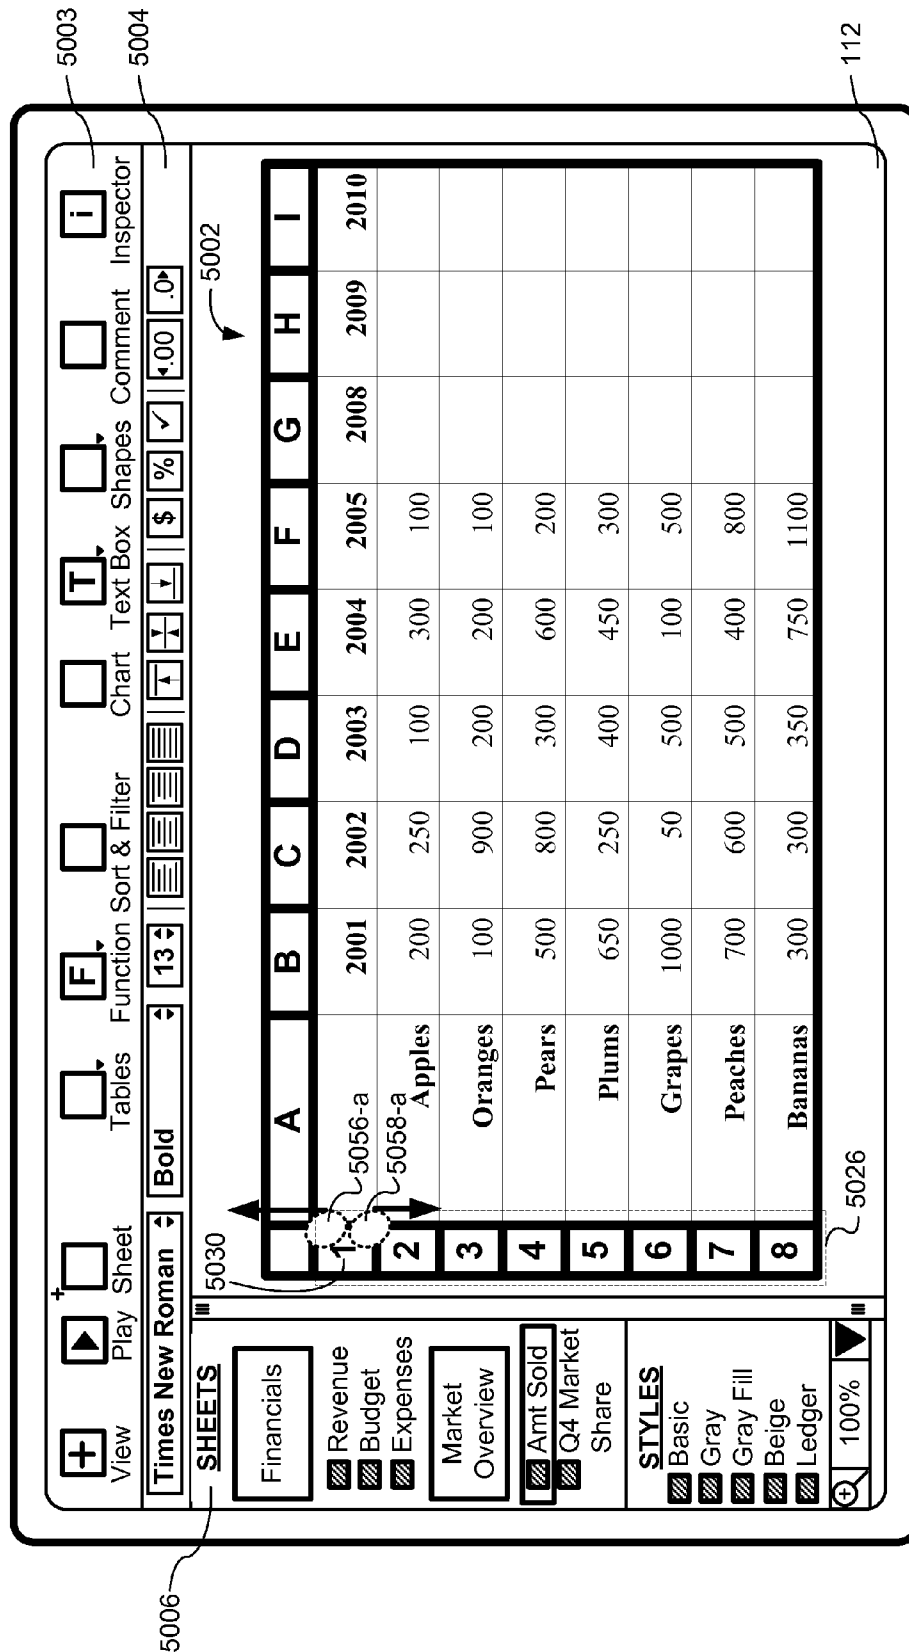 5003
5004
View Play Sheet Tables Function Sort & Filter Chart Text Box Shapes Comment Inspector
+ + F T i
Times New Roman Bold 13 $ % ✓ .00 .0
5006
SHEETS
Financials
Revenue
Budget
Expenses
Market
Overview
Amt Sold
Q4 Market
Share
STYLES
Basic
Gray
Gray Fill
Beige
Ledger
100%
5002
5030
5056-a
5058-a
A B C D E F G H I
1 2001 2002 2003 2004 2005 2008 2009 2010
2 Apples 200 250 100 300 100
3 Oranges 100 900 200 200 100
4 Pears 500 800 300 600 200
5 Plums 650 250 400 450 300
6 Grapes 1000 50 500 100 500
7 Peaches 700 600 500 400 800
8 Bananas 300 300 350 750 1100
5026
112